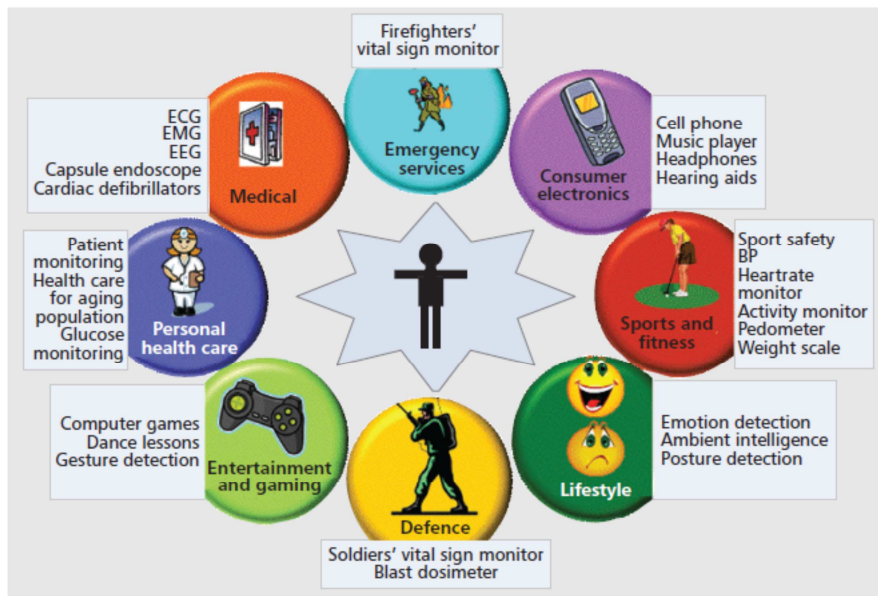 Firefighters'
vital sign monitor
Emergency
services
ECG
EMG
EEG
Capsule endoscope
Cardiac defibrillators
Medical
Cell phone
Music player
Headphones
Hearing aids
Consumer
electronics
Patient
monitoring
Health care
for aging
population
Glucose
monitoring
Personal
health care
Sport safety
BP
Heartrate
monitor
Activity monitor
Pedometer
Weight scale
Sports and
fitness
Computer games
Dance lessons
Gesture detection
Entertainment
and gaming
Emotion detection
Ambient intelligence
Posture detection
Lifestyle
Defence
Soldiers' vital sign monitor
Blast dosimeter